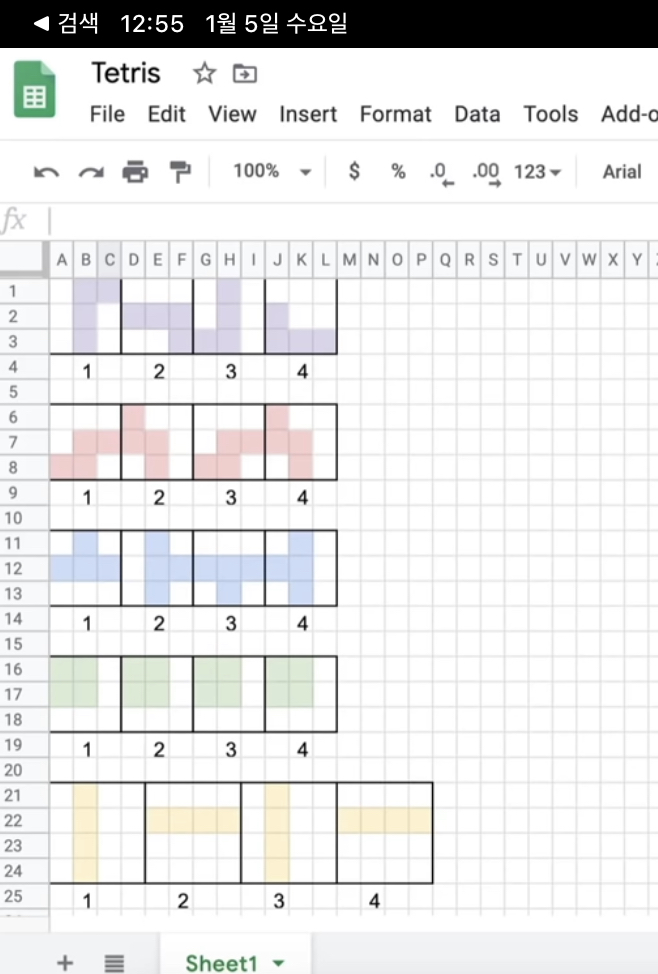 ◀ 검색 12:55 1월 5일 수요일
Tetris
File Edit View Insert Format Data Tools Add-o
100% $ % .0 .00 123 Arial
fx
A B C D E F G H I J K L M N O P Q R S T U V W X Y
1
2
3
4 1 2 3 4
5
6
7
8
9 1 2 3 4
10
11
12
13
14 1 2 3 4
15
16
17
18
19 1 2 3 4
20
21
22
23
24
25 1 2 3 4
+ Sheet1